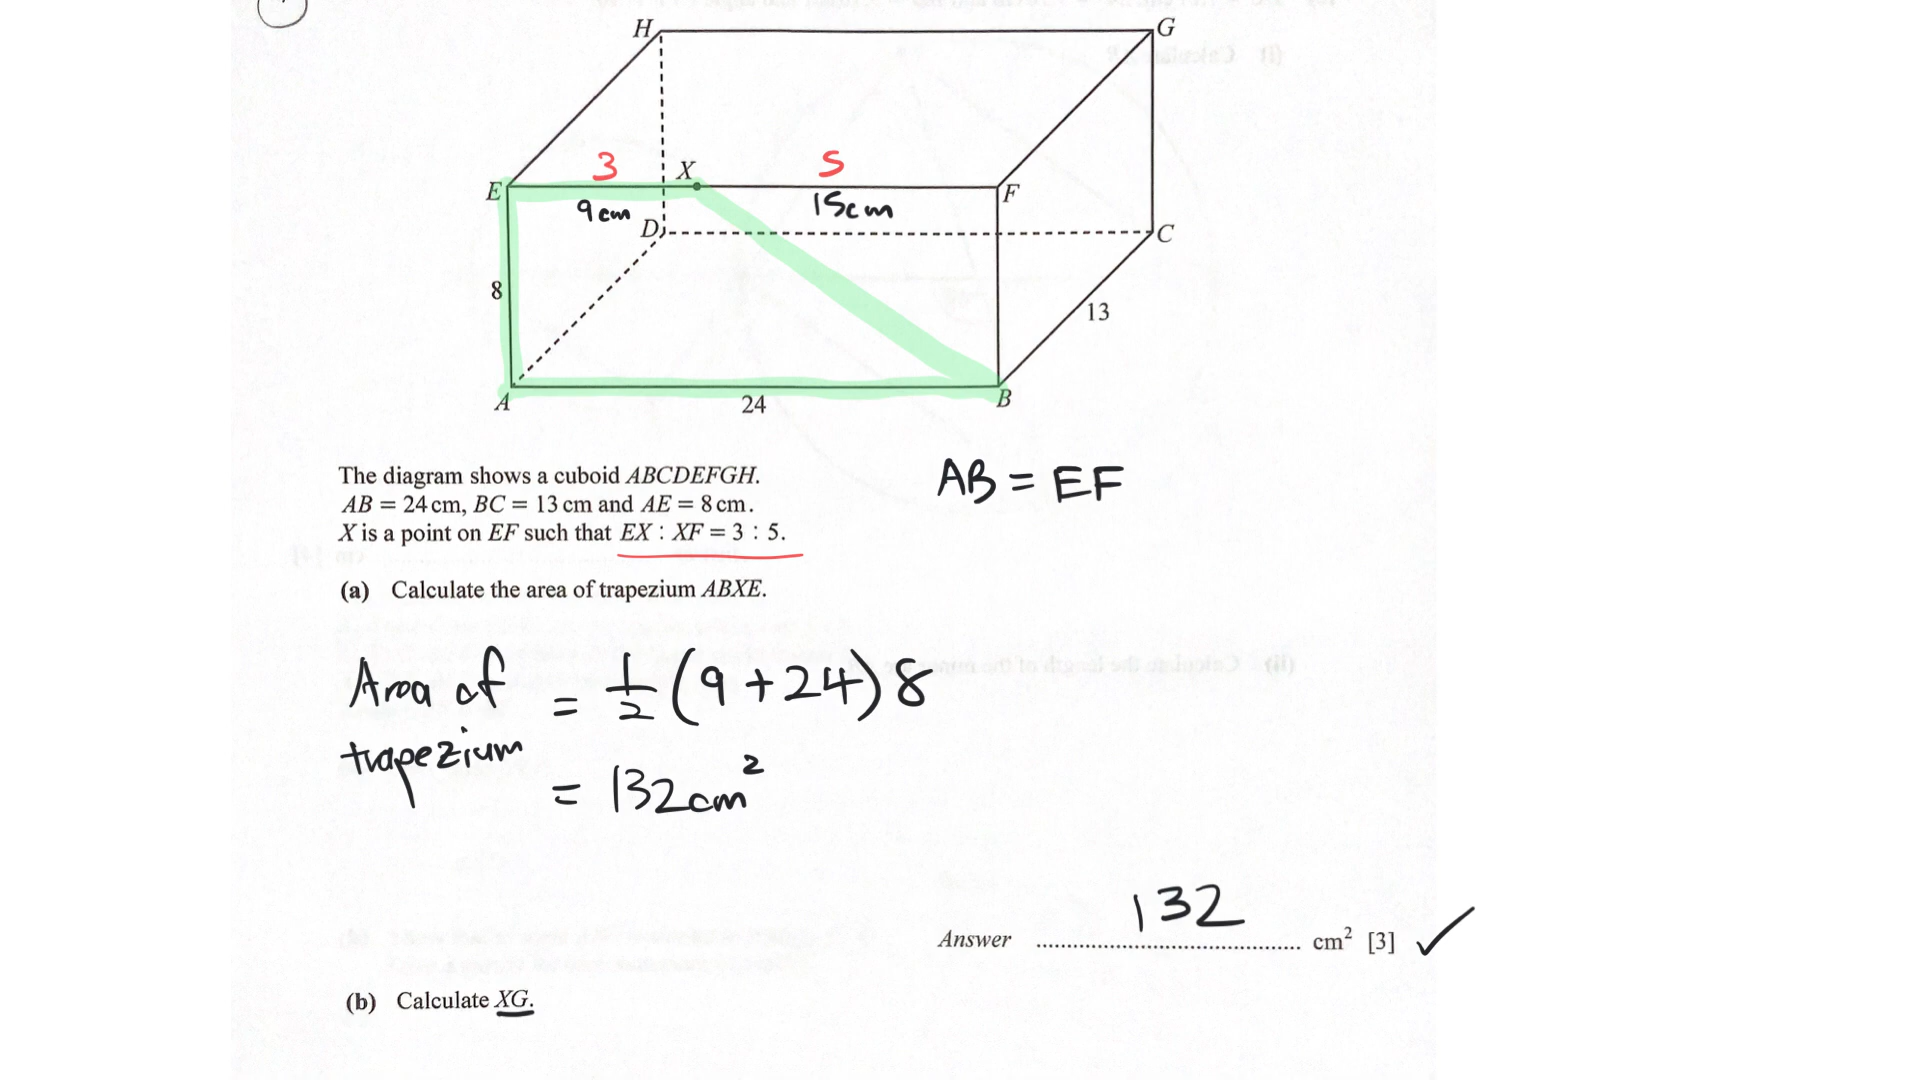 H G
3 X 5
E F
9cm 15cm
D C
8
13
A B
24
The diagram shows a cuboid ABCDEFGH.
AB = EF
AB = 24 cm, BC = 13 cm and AE = 8 cm.
X is a point on EF such that EX : XF = 3 : 5.
(a) Calculate the area of trapezium ABXE.
Area of = 1/2 (9 + 24) 8
trapezium
= 132cm²
132
Answer ............................................ cm² [3]
(b) Calculate XG.